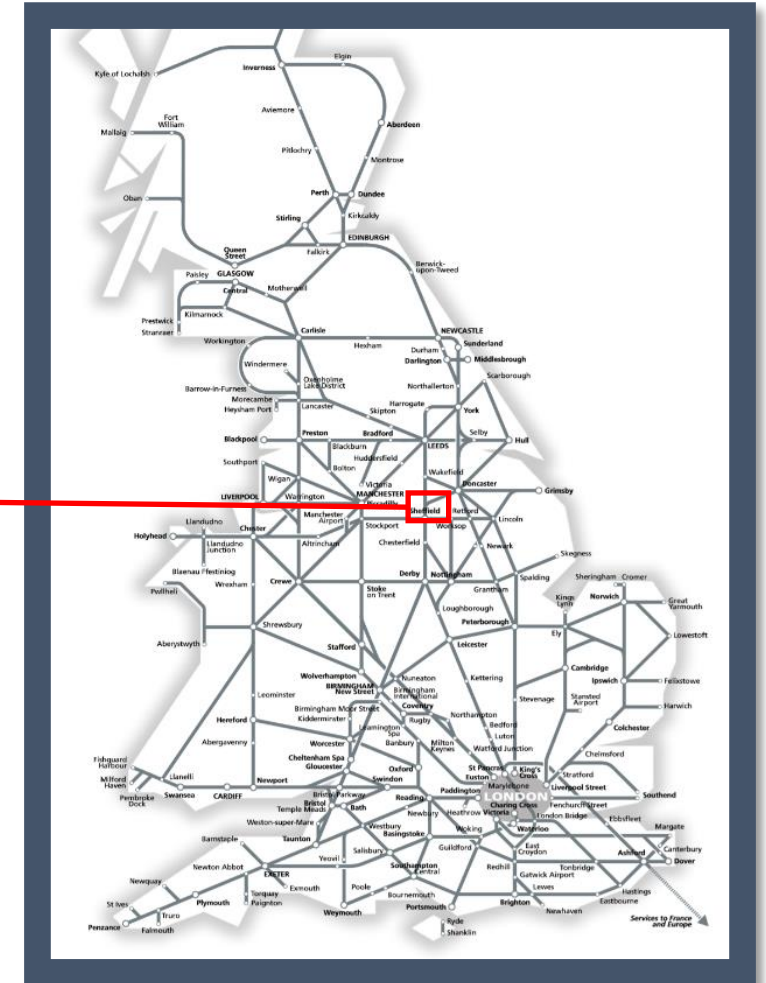 Elgin
Inverness
Kyle of Lochalsh
Aviemore
Fort
William
Mallaig
Aberdeen
Pitlochry
Montrose
Perth
Dundee
Oban
Stirling
Kirkcaldy
EDINBURGH
Queen
Street
Falkirk
Berwick-
upon-Tweed
Paisley
GLASGOW
Central
Motherwell
Kilmarnock
Prestwick
Stranraer
Carlisle
NEWCASTLE
Workington
Hexham
Sunderland
Durham
Darlington
Middlesbrough
Windermere
Scarborough
Oxenholme
Lake District
Barrow-in-Furness
Northallerton
Morecambe
Heysham Port
Lancaster
Harrogate
Skipton
York
Blackpool
Preston
Bradford
Selby
Blackburn
LEEDS
Hull
Southport
Huddersfield
Bolton
Wakefield
Wigan
Victoria
Doncaster
LIVERPOOL
Warrington
MANCHESTER
Piccadilly
Grimsby
Sheffield
Retford
Manchester
Airport
Stockport
Worksop
Lincoln
Llandudno
Chester
Holyhead
Llandudno
Junction
Altrincham
Chesterfield
Newark
Skegness
Blaenau Ffestiniog
Pwllheli
Wrexham
Crewe
Stoke
on Trent
Derby
Nottingham
Grantham
Spalding
Sheringham
Cromer
Kings
Lynn
Norwich
Great
Yarmouth
Loughborough
Shrewsbury
Peterborough
Ely
Lowestoft
Aberystwyth
Stafford
Leicester
Wolverhampton
Cambridge
BIRMINGHAM
New Street
Nuneaton
Kettering
Ipswich
Felixstowe
Birmingham
International
Leominster
Birmingham Moor Street
Coventry
Stevenage
Stansted
Airport
Harwich
Kidderminster
Rugby
Northampton
Hereford
Leamington
Spa
Bedford
Colchester
Abergavenny
Worcester
Banbury
Milton
Keynes
Luton
Watford Junction
Chelmsford
Cheltenham Spa
Gloucester
Oxford
St Pancras
King's
Cross
Fishguard
Harbour
Euston
Stratford
Milford
Haven
Llanelli
Newport
Swindon
Paddington
Marylebone
Liverpool Street
Pembroke
Dock
Swansea
CARDIFF
Bristol Parkway
Reading
LONDON
Southend
Bristol
Temple Meads
Bath
Newbury
Heathrow
Victoria
Charing Cross
Fenchurch Street
London Bridge
Ebbsfleet
Weston-super-Mare
Westbury
Basingstoke
Woking
Waterloo
Margate
Barnstaple
Taunton
Salisbury
Guildford
East
Croydon
Ashford
Canterbury
Dover
Newton Abbot
Yeovil
Southampton
Central
Redhill
Gatwick Airport
Tonbridge
Newquay
EXETER
Exmouth
Poole
Lewes
Hastings
Eastbourne
St Ives
Plymouth
Torquay
Paignton
Bournemouth
Portsmouth
Brighton
Newhaven
Truro
Weymouth
Penzance
Falmouth
Ryde
Shanklin
Services to France
and Europe